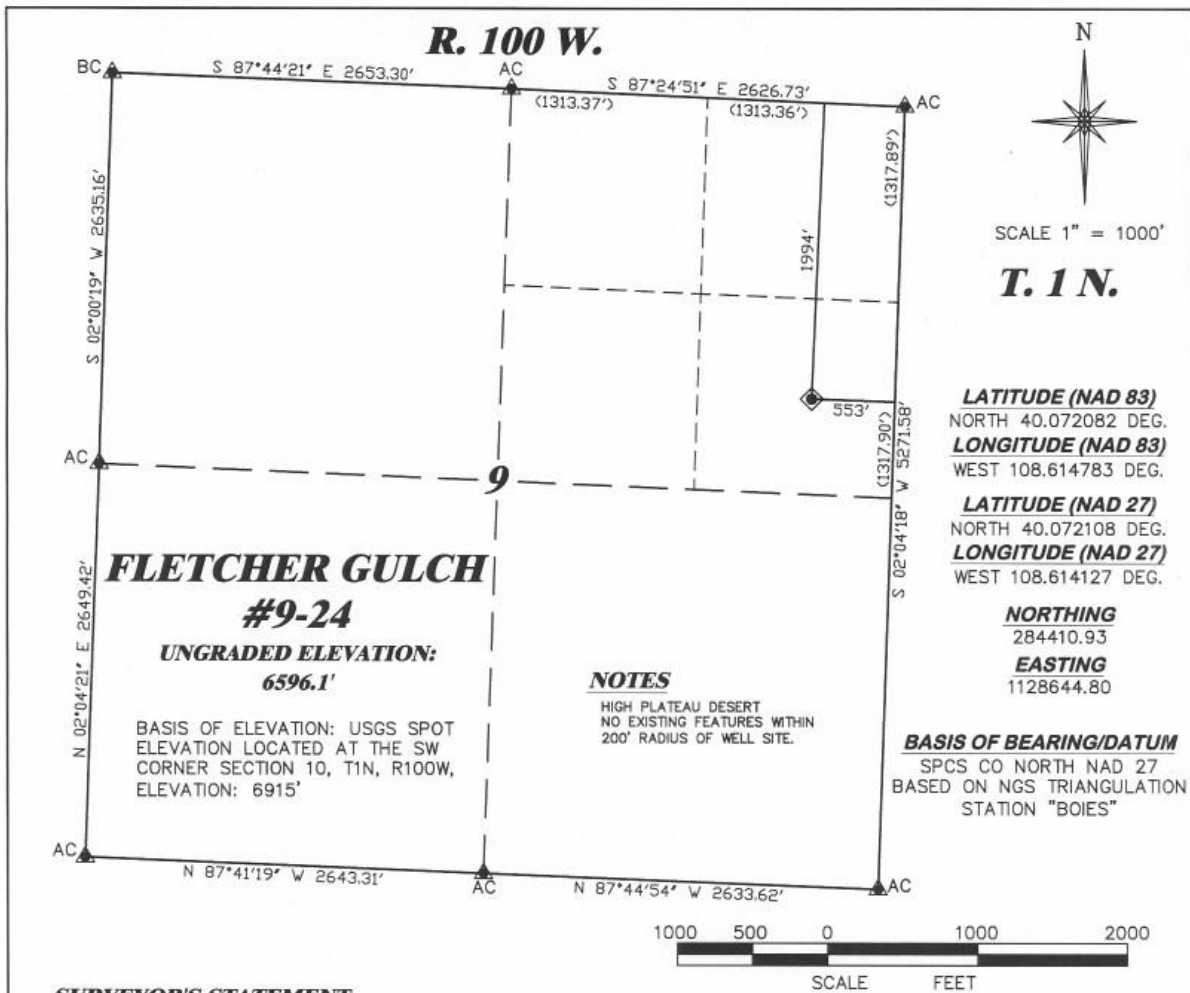 R. 100 W.
BC
S 87°44'21" E 2653.30'
AC
S 87°24'51" E 2626.73'
(1313.37')
(1313.36')
AC
N
S 02°00'19" W 2635.16'
(1317.89')
1994'
SCALE 1" = 1000'
T. 1 N.
553'
(1317.90')
S 02°04'18" W 5271.58'
AC
9
LATITUDE (NAD 83)
NORTH 40.072082 DEG.
LONGITUDE (NAD 83)
WEST 108.614783 DEG.
LATITUDE (NAD 27)
NORTH 40.072108 DEG.
LONGITUDE (NAD 27)
WEST 108.614127 DEG.
NORTHING
284410.93
EASTING
1128644.80
BASIS OF BEARING/DATUM
SPCS CO NORTH NAD 27
BASED ON NGS TRIANGULATION
STATION "BOIES"
N 02°04'21" E 2649.42'
FLETCHER GULCH
#9-24
UNGRADED ELEVATION:
6596.1'
BASIS OF ELEVATION: USGS SPOT
ELEVATION LOCATED AT THE SW
CORNER SECTION 10, T1N, R100W,
ELEVATION: 6915'
NOTES
HIGH PLATEAU DESERT
NO EXISTING FEATURES WITHIN
200' RADIUS OF WELL SITE.
AC
N 87°41'19" W 2643.31'
AC
N 87°44'54" W 2633.62'
AC
1000 500 0 1000 2000
SCALE FEET
SURVEYOR'S STATEMENT